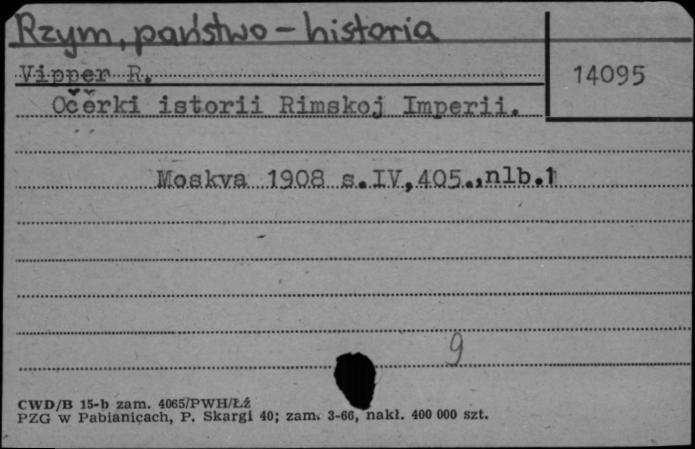 Rzym, państwo – historia
Vipper R.
14095
Očerki istorii Rimskoj Imperii.
Moskva 1908 s.IV,405.,nlb.1
9
CWD/B 15-b zam. 4065/PWH/Łź
PZG w Pabianicach, P. Skargi 40; zam. 3-66, nakł. 400 000 szt.